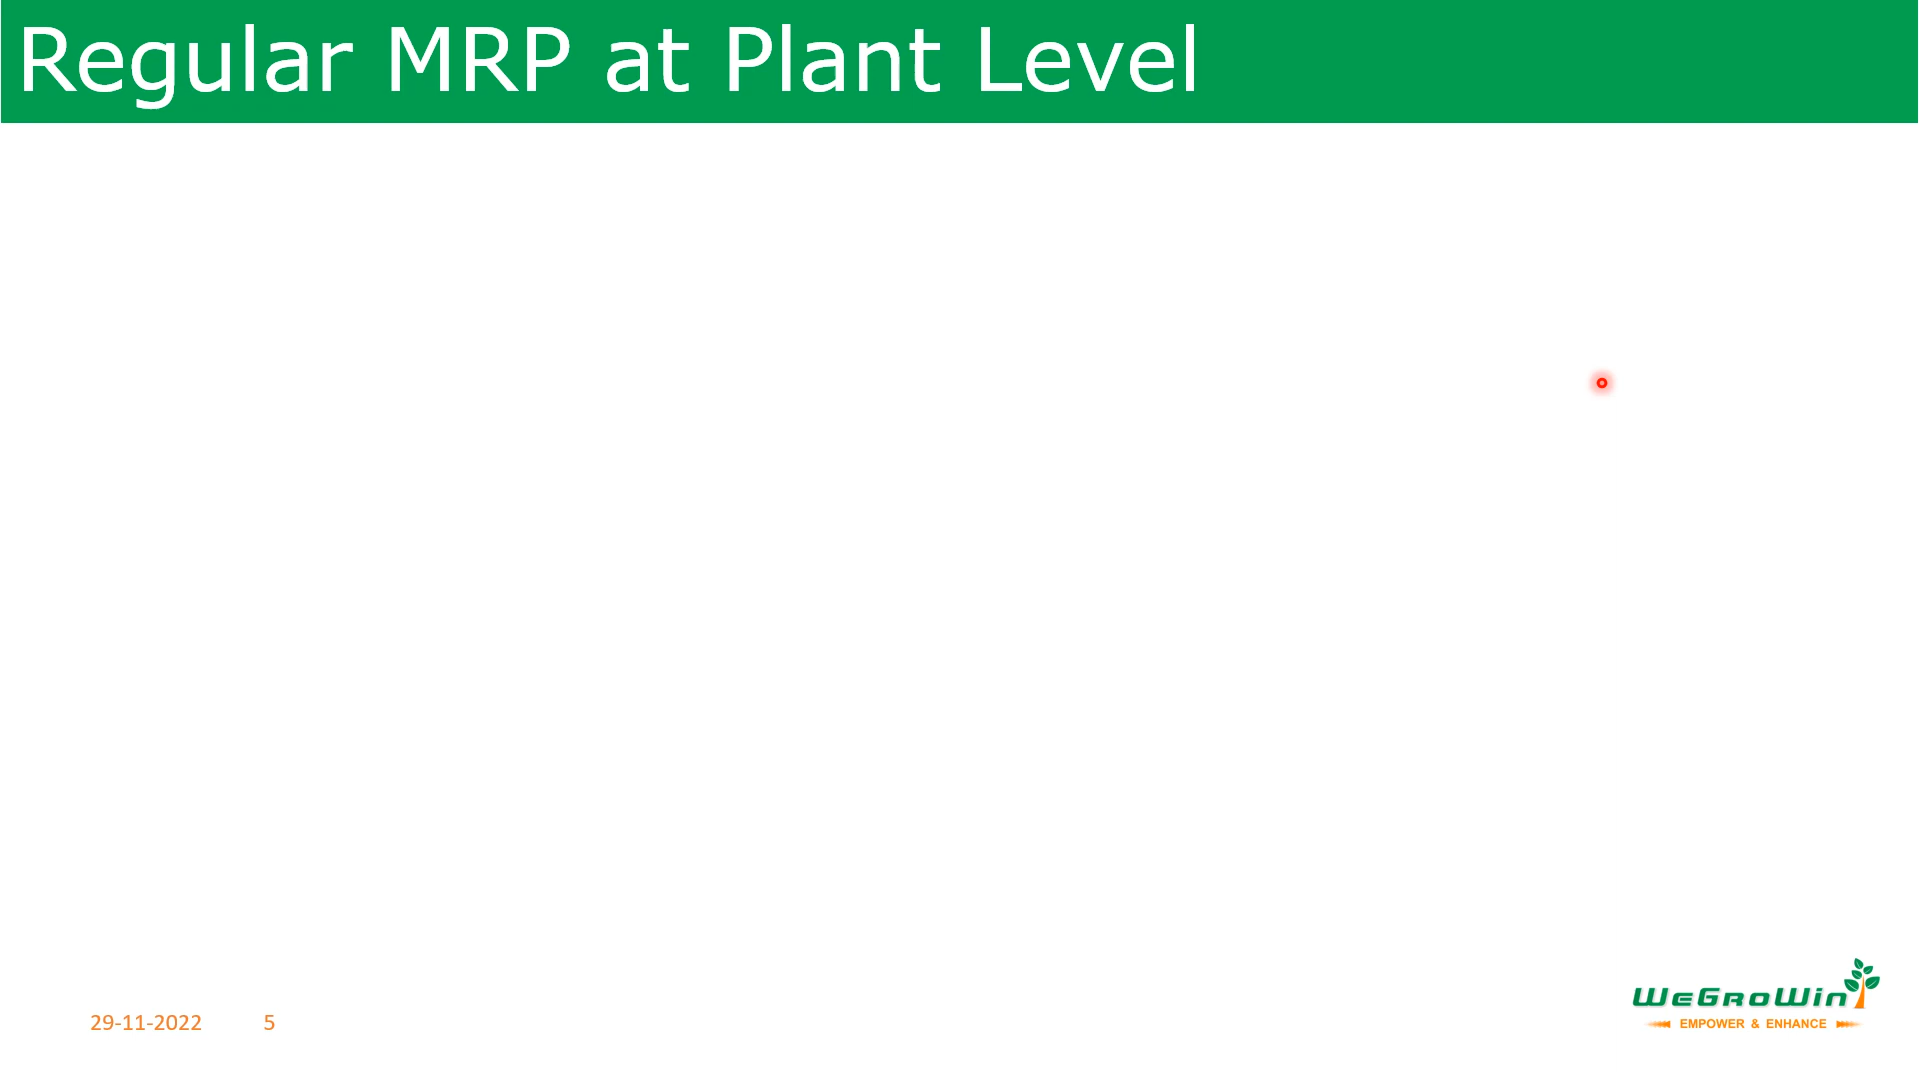 Regular MRP at Plant Level
29-11-2022 5
WeGroWin
EMPOWER & ENHANCE